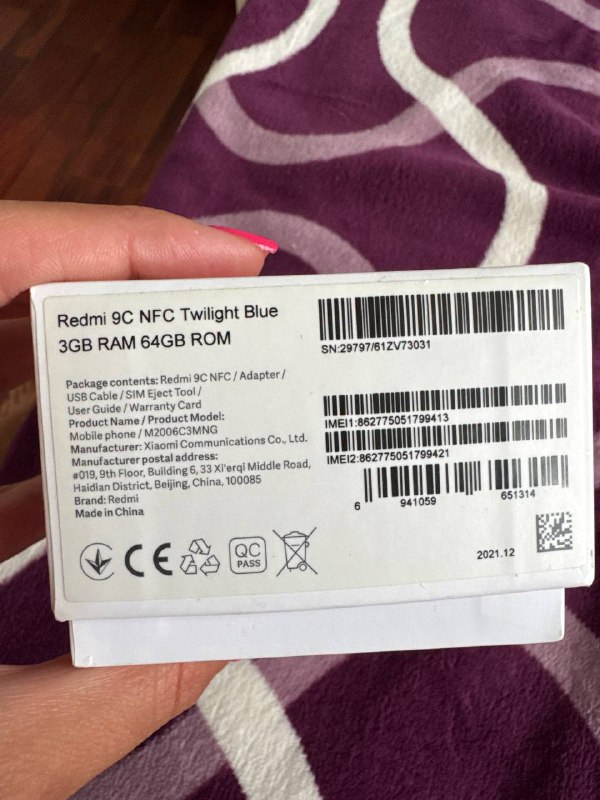 Redmi 9C NFC Twilight Blue
3GB RAM 64GB ROM
Package contents: Redmi 9C NFC / Adapter /
USB Cable / SIM Eject Tool /
User Guide / Warranty Card
Product Name / Product Model:
Mobile phone / M2006C3MNG
Manufacturer: Xiaomi Communications Co., Ltd.
Manufacturer postal address:
#019, 9th Floor, Building 6, 33 Xi'erqi Middle Road,
Haidian District, Beijing, China, 100085
Brand: Redmi
Made in China
CE
QC
PASS
SN:29797/61ZV73031
IMEI1:862775051799413
IMEI2:862775051799421
6 941059 651314
2021.12